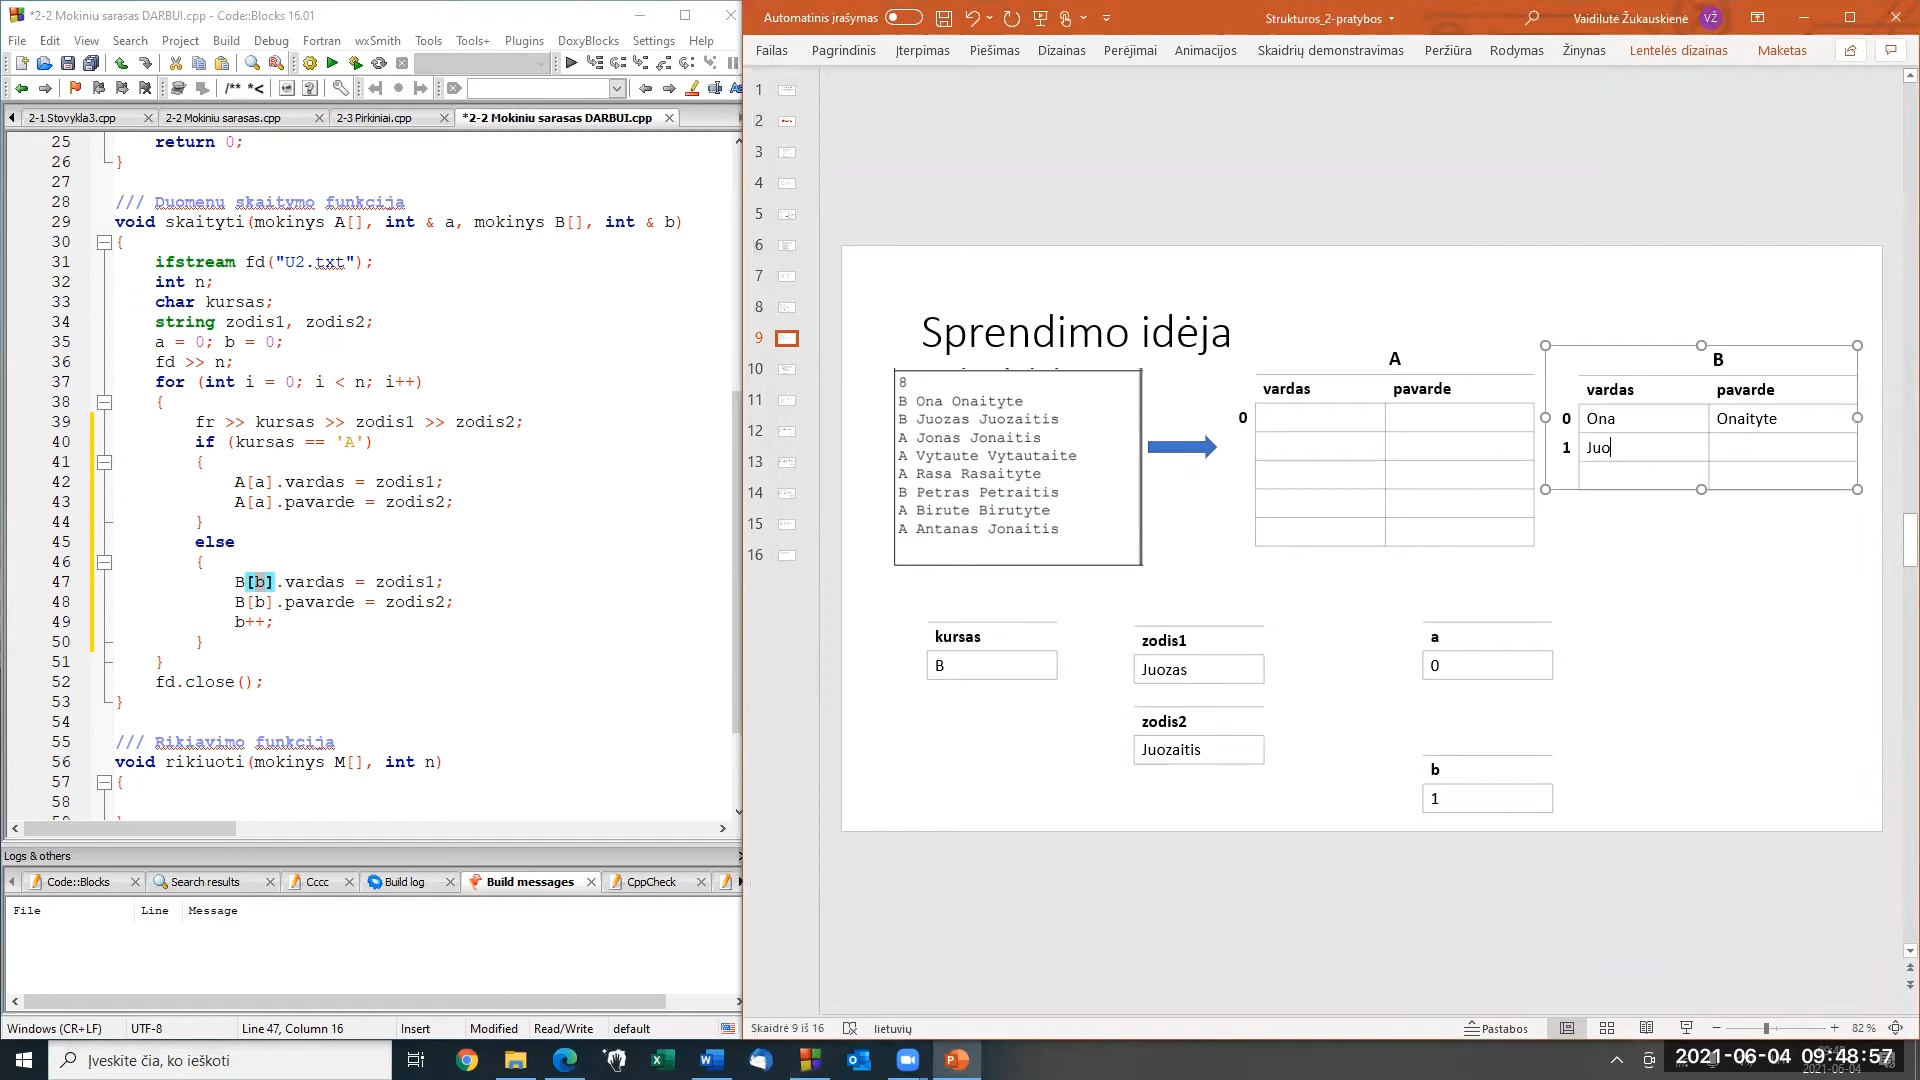 *2-2 Mokiniu sarasas DARBUI.cpp - Code::Blocks 16.01
File Edit View Search Project Build Debug Fortran wxSmith Tools Tools+ Plugins DoxyBlocks Settings Help
/** *<
2-1 Stovykla3.cpp 2-2 Mokiniu sarasas.cpp 2-3 Pirkiniai.cpp *2-2 Mokiniu sarasas DARBUI.cpp
25 return 0;
26 }
27
28 /// Duomenu skaitymo funkcija
29 void skaityti(mokinys A[], int & a, mokinys B[], int & b)
30 {
31 ifstream fd("U2.txt");
32 int n;
33 char kursas;
34 string zodis1, zodis2;
35 a = 0; b = 0;
36 fd >> n;
37 for (int i = 0; i < n; i++)
38 {
39 fr >> kursas >> zodis1 >> zodis2;
40 if (kursas == 'A')
41 {
42 A[a].vardas = zodis1;
43 A[a].pavarde = zodis2;
44 }
45 else
46 {
47 B[b].vardas = zodis1;
48 B[b].pavarde = zodis2;
49 b++;
50 }
51 }
52 fd.close();
53 }
54
55 /// Rikiavimo funkcija
56 void rikiuoti(mokinys M[], int n)
57 {
58
Logs & others
Code::Blocks Search results Cccc Build log Build messages CppCheck
File Line Message
Windows (CR+LF) UTF-8 Line 47, Column 16 Insert Modified Read/Write default
Automatinis įrašymas Strukturos_2-pratybos Vaidilutė Žukauskienė VŽ
Failas Pagrindinis Įterpimas Piešimas Dizainas Perėjimai Animacijos Skaidrių demonstravimas Peržiūra Rodymas Žinynas Lentelės dizainas Maketas
1
2
3
4
5
6
7
8
9
10
11
12
13
14
15
16
Sprendimo idėja
8
B Ona Onaityte
B Juozas Juozaitis
A Jonas Jonaitis
A Vytaute Vytautaite
A Rasa Rasaityte
B Petras Petraitis
A Birute Birutyte
A Antanas Jonaitis
A
vardas pavarde
0
B
vardas pavarde
0 Ona Onaityte
1 Juo
kursas
B
zodis1
Juozas
zodis2
Juozaitis
a
0
b
1
Skaidrė 9 iš 16 lietuvių Pastabos 82 %
Įveskite čia, ko ieškoti
2021-06-04 09:48:57
2021-06-04